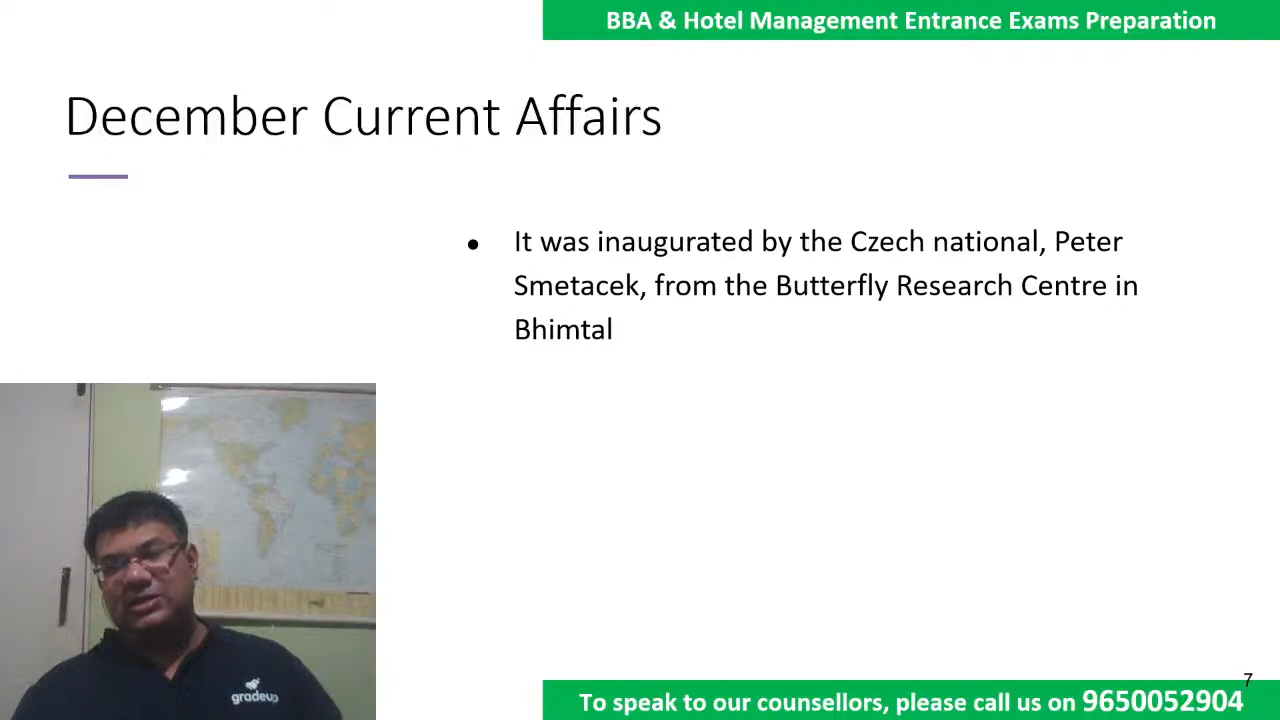 BBA & Hotel Management Entrance Exams Preparation
December Current Affairs
● It was inaugurated by the Czech national, Peter
Smetacek, from the Butterfly Research Centre in
Bhimtal
gradeup
7
To speak to our counsellors, please call us on 9650052904